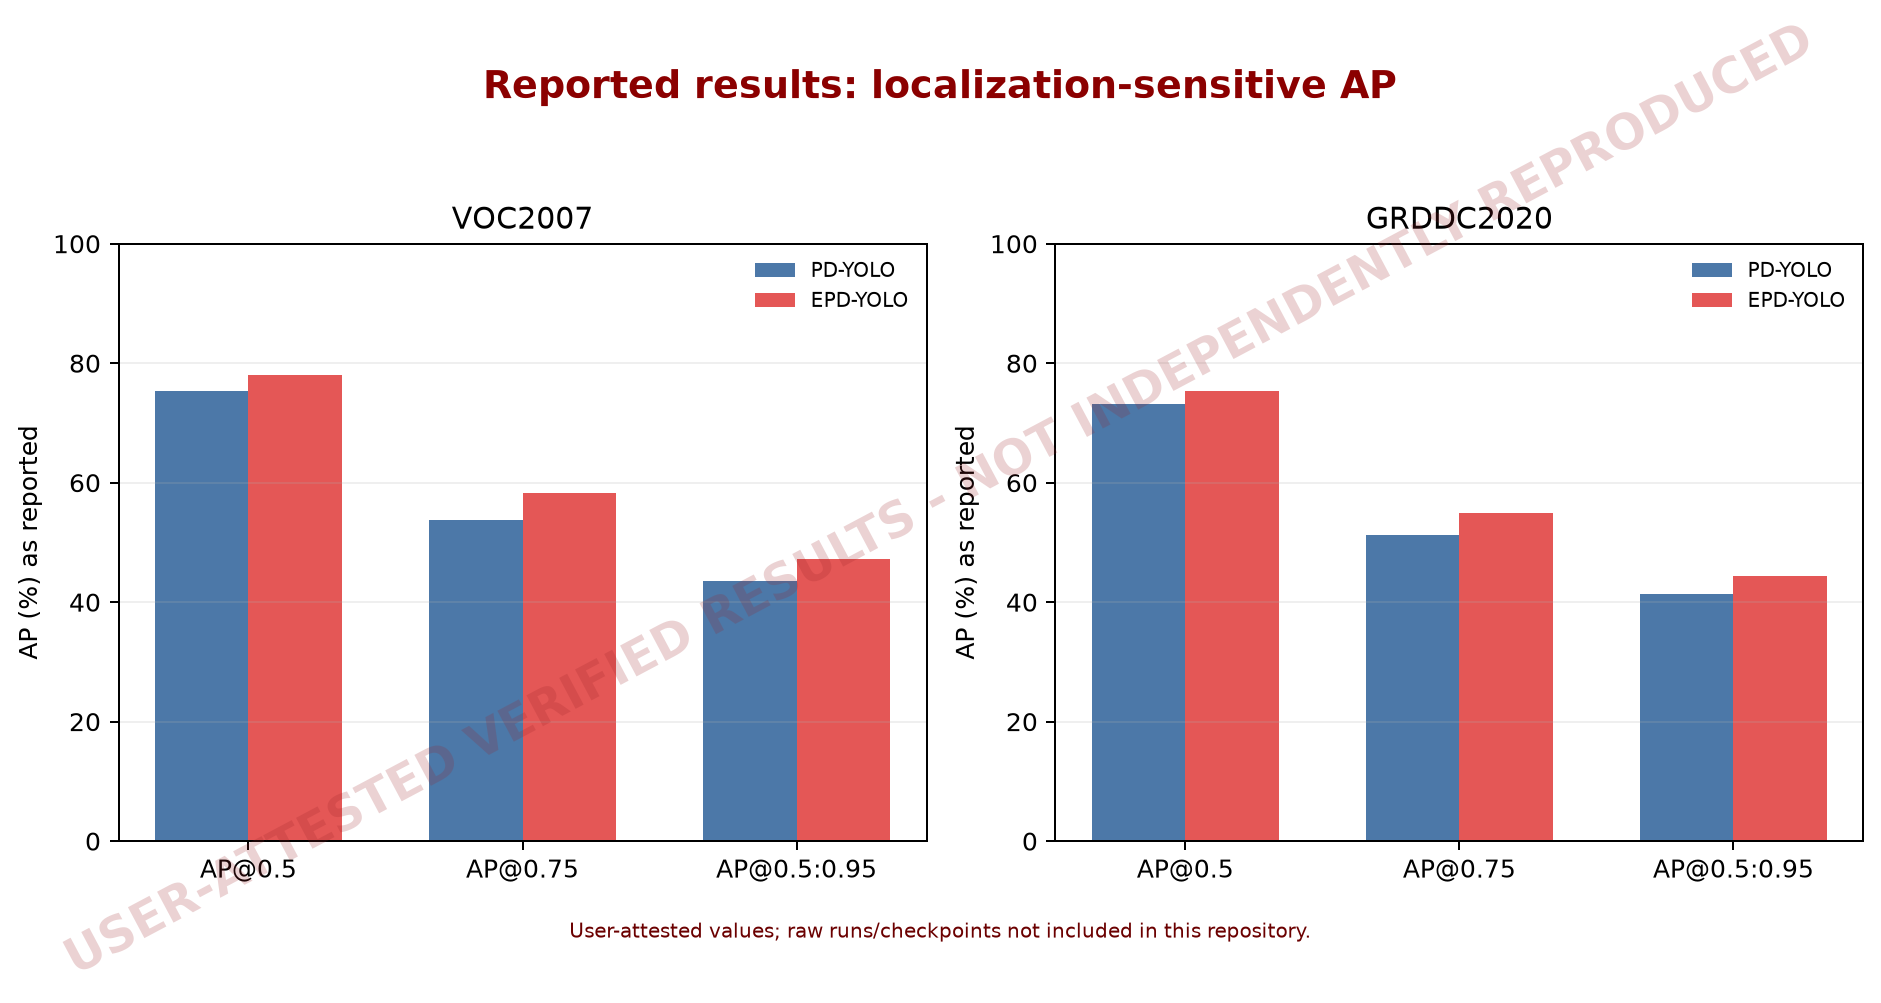 Reported results: localization-sensitive AP
USER-ATTESTED VERIFIED RESULTS - NOT INDEPENDENTLY REPRODUCED
VOC2007
PD-YOLO
EPD-YOLO
AP (%) as reported
100
80
60
40
20
0
AP@0.5 AP@0.75 AP@0.5:0.95
GRDDC2020
PD-YOLO
EPD-YOLO
AP (%) as reported
100
80
60
40
20
0
AP@0.5 AP@0.75 AP@0.5:0.95
User-attested values; raw runs/checkpoints not included in this repository.